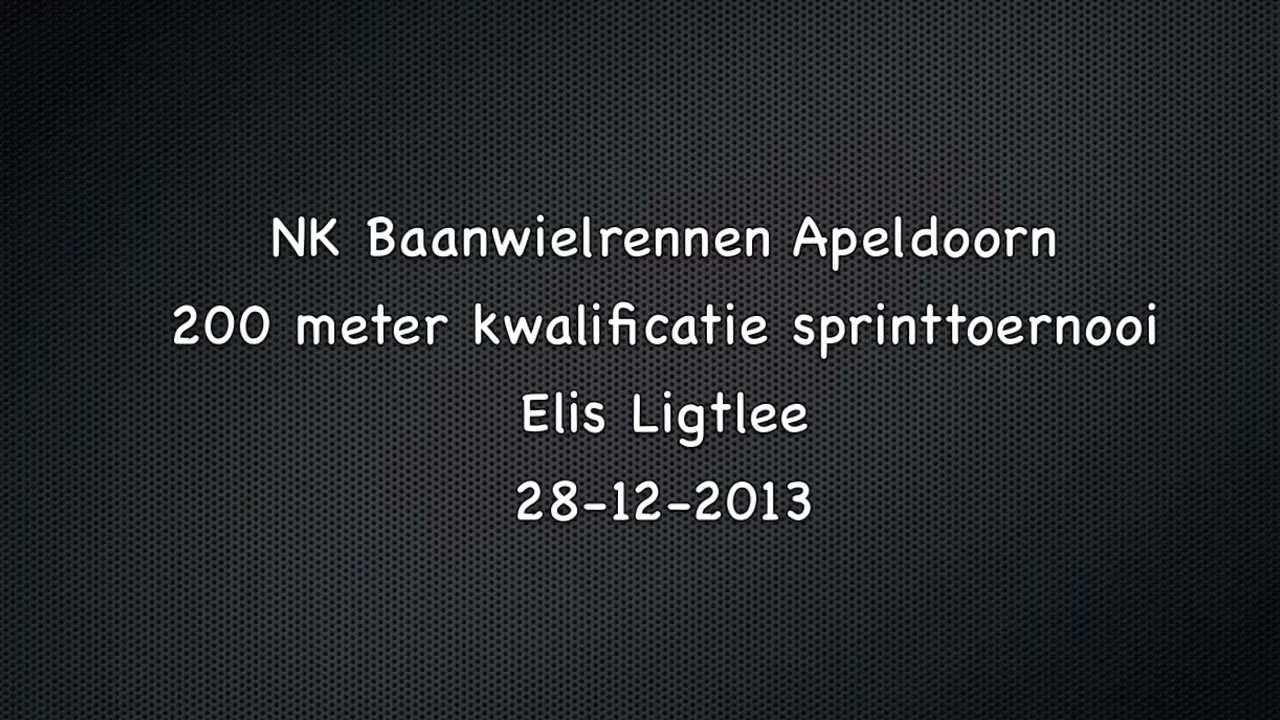 NK Baanwielrennen Apeldoorn
200 meter kwalificatie sprinttoernooi
Elis Ligtlee
28-12-2013